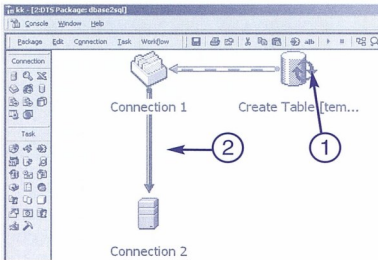 kk - [2:DTS Package: dbase2sql]
Console Window Help
Package Edit Connection Task Workflow
Connection
Task
Connection 1
Create Table [tem...
1
2
Connection 2